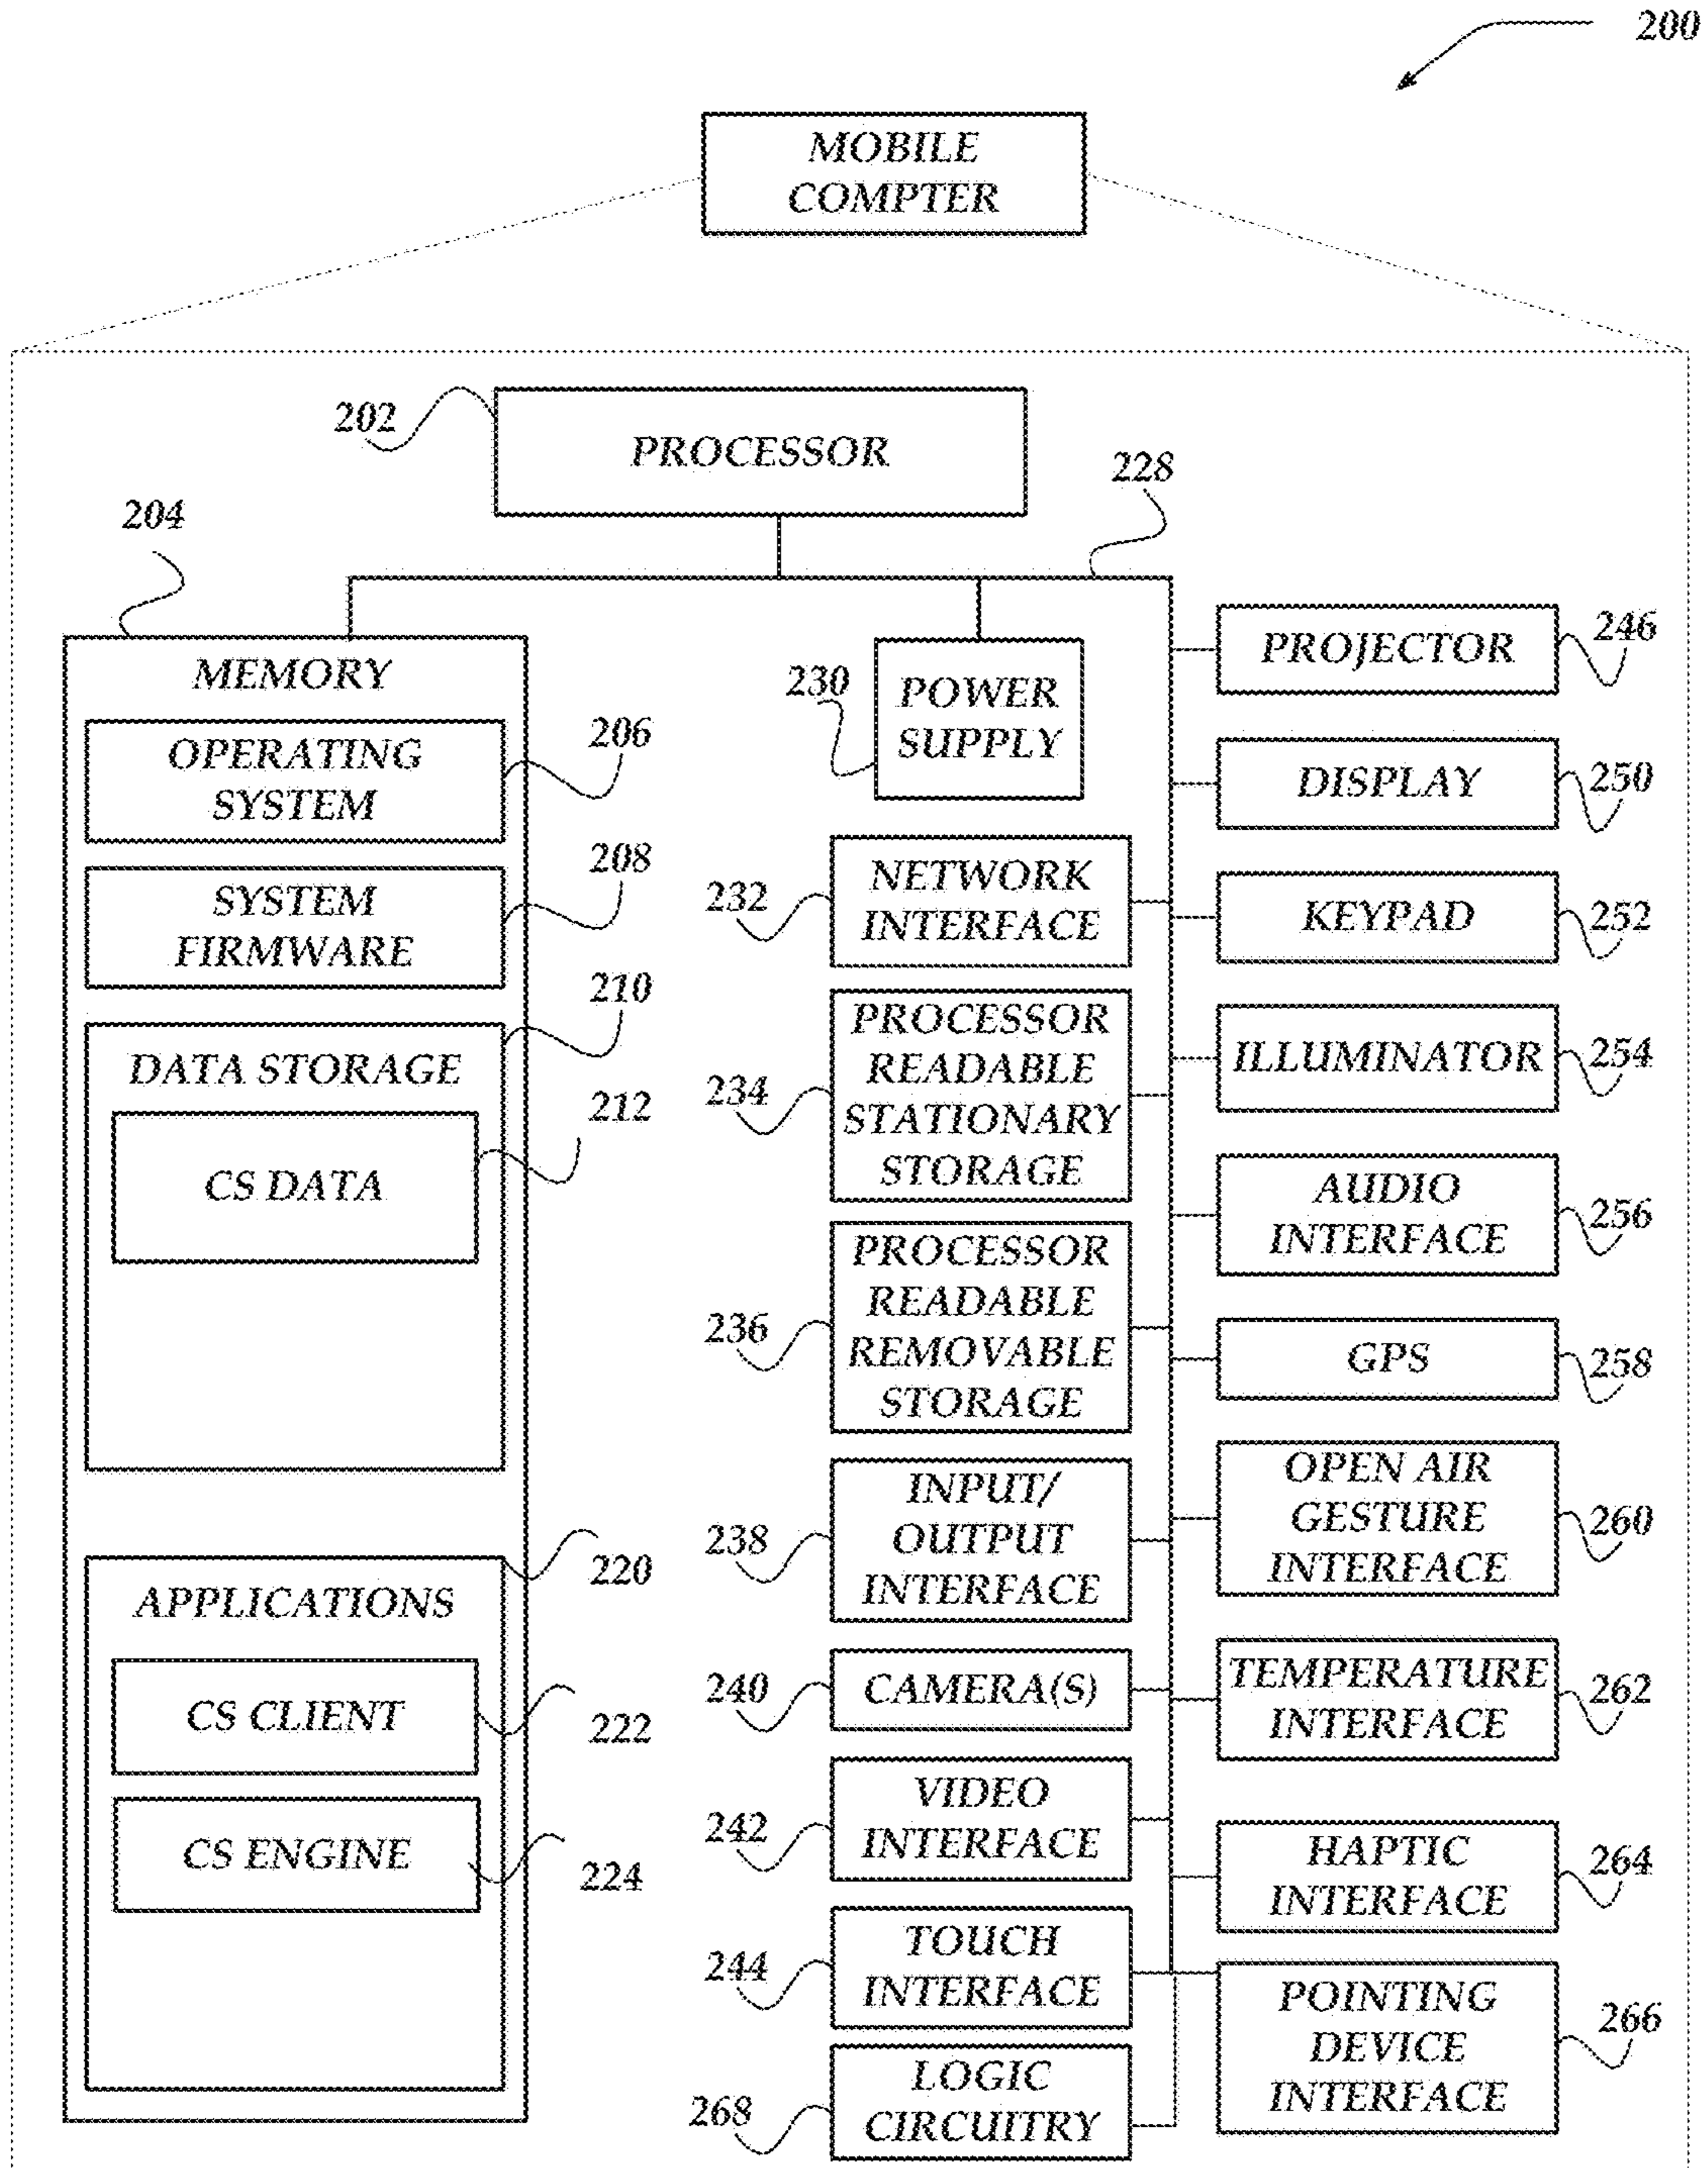 200
MOBILE
COMPTER
202
PROCESSOR
228
204
MEMORY
OPERATING
SYSTEM
206
SYSTEM
FIRMWARE
208
210
DATA STORAGE
212
CS DATA
220
APPLICATIONS
CS CLIENT
222
CS ENGINE
224
230
POWER
SUPPLY
232
NETWORK
INTERFACE
234
PROCESSOR
READABLE
STATIONARY
STORAGE
236
PROCESSOR
READABLE
REMOVABLE
STORAGE
238
INPUT/
OUTPUT
INTERFACE
240
CAMERA(S)
242
VIDEO
INTERFACE
244
TOUCH
INTERFACE
268
LOGIC
CIRCUITRY
PROJECTOR
246
DISPLAY
250
KEYPAD
252
ILLUMINATOR
254
AUDIO
INTERFACE
256
GPS
258
OPEN AIR
GESTURE
INTERFACE
260
TEMPERATURE
INTERFACE
262
HAPTIC
INTERFACE
264
POINTING
DEVICE
INTERFACE
266